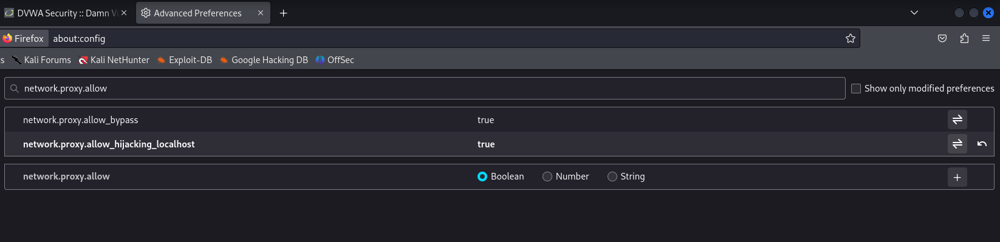 DVWA Security :: Damn Vu Advanced Preferences
Firefox about:config
s Kali Forums Kali NetHunter Exploit-DB Google Hacking DB OffSec
network.proxy.allow Show only modified preferences
network.proxy.allow_bypass true
network.proxy.allow_hijacking_localhost true
network.proxy.allow Boolean Number String